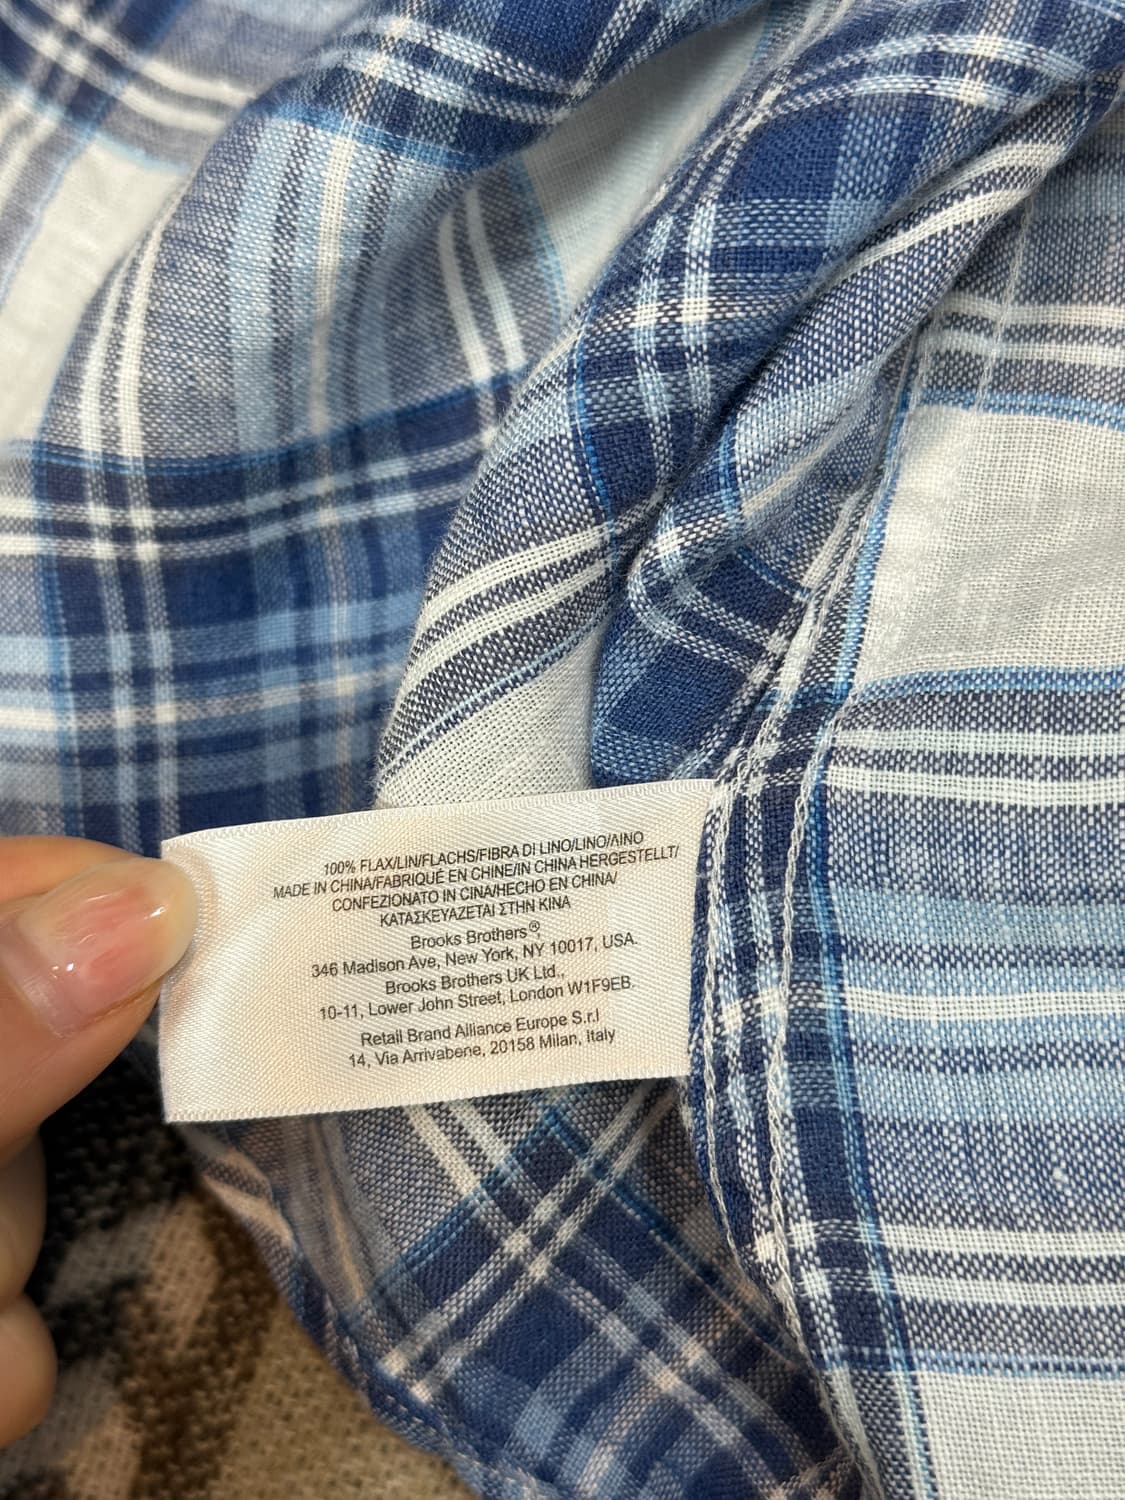 100% FLAX/LIN/FLACHS/FIBRA DI LINO/LINO/ΛΙΝΟ
MADE IN CHINA/FABRIQUÉ EN CHINE/IN CHINA HERGESTELLT/
CONFEZIONATO IN CINA/HECHO EN CHINA/
ΚΑΤΑΣΚΕΥΑΖΕΤΑΙ ΣΤΗΝ ΚΙΝΑ
Brooks Brothers®,
346 Madison Ave, New York, NY 10017, USA.
Brooks Brothers UK Ltd.,
10-11, Lower John Street, London W1F9EB.
Retail Brand Alliance Europe S.r.l
14, Via Arrivabene, 20158 Milan, Italy